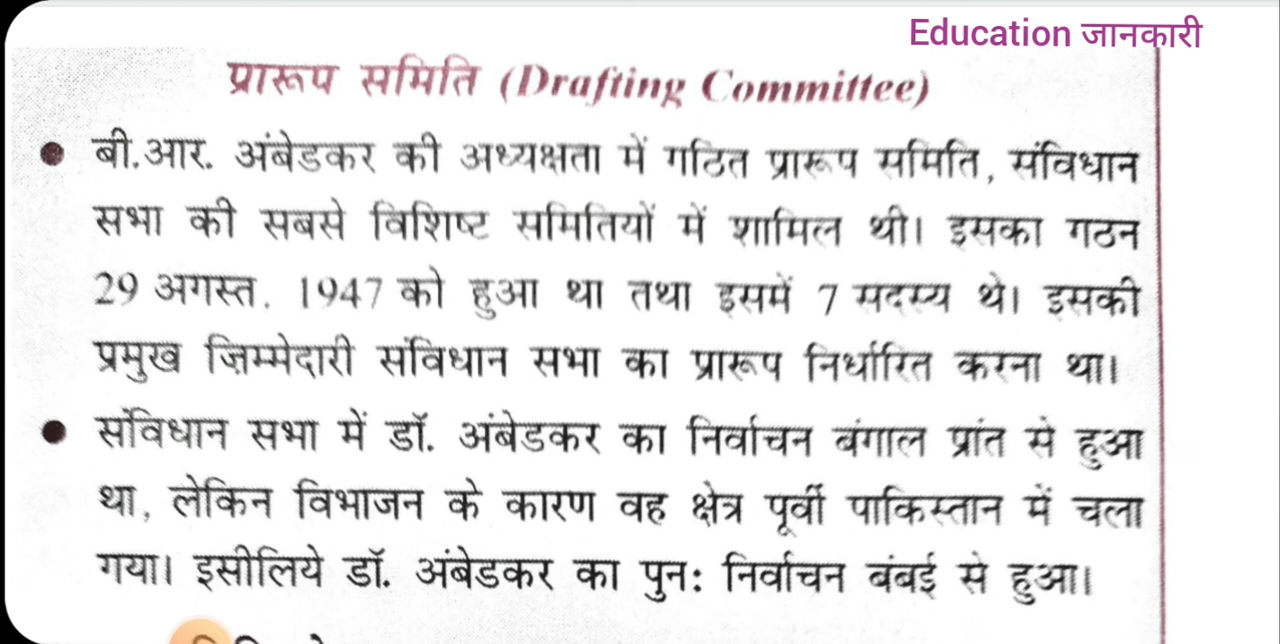 Education जानकारी
प्रारूप समिति (Drafting Committee)
● बी.आर. अंबेडकर की अध्यक्षता में गठित प्रारूप समिति, संविधान
सभा की सबसे विशिष्ट समितियों में शामिल थी। इसका गठन
29 अगस्त, 1947 को हुआ था तथा इसमें 7 सदस्य थे। इसकी
प्रमुख ज़िम्मेदारी संविधान सभा का प्रारूप निर्धारित करना था।
● संविधान सभा में डॉ. अंबेडकर का निर्वाचन बंगाल प्रांत से हुआ
था, लेकिन विभाजन के कारण वह क्षेत्र पूर्वी पाकिस्तान में चला
गया। इसीलिये डॉ. अंबेडकर का पुनः निर्वाचन बंबई से हुआ।